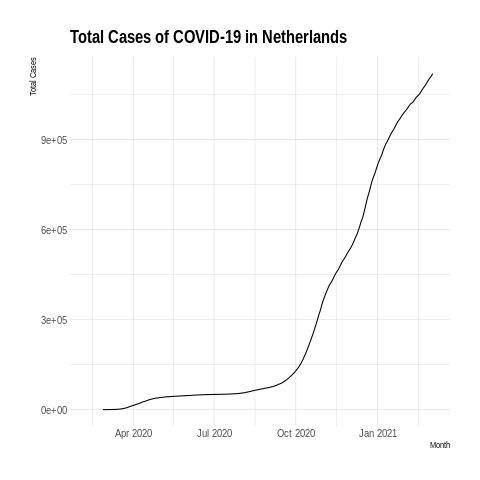 Total Cases of COVID-19 in Netherlands
Total Cases
9e+05
6e+05
3e+05
0e+00
Apr 2020 Jul 2020 Oct 2020 Jan 2021
Month